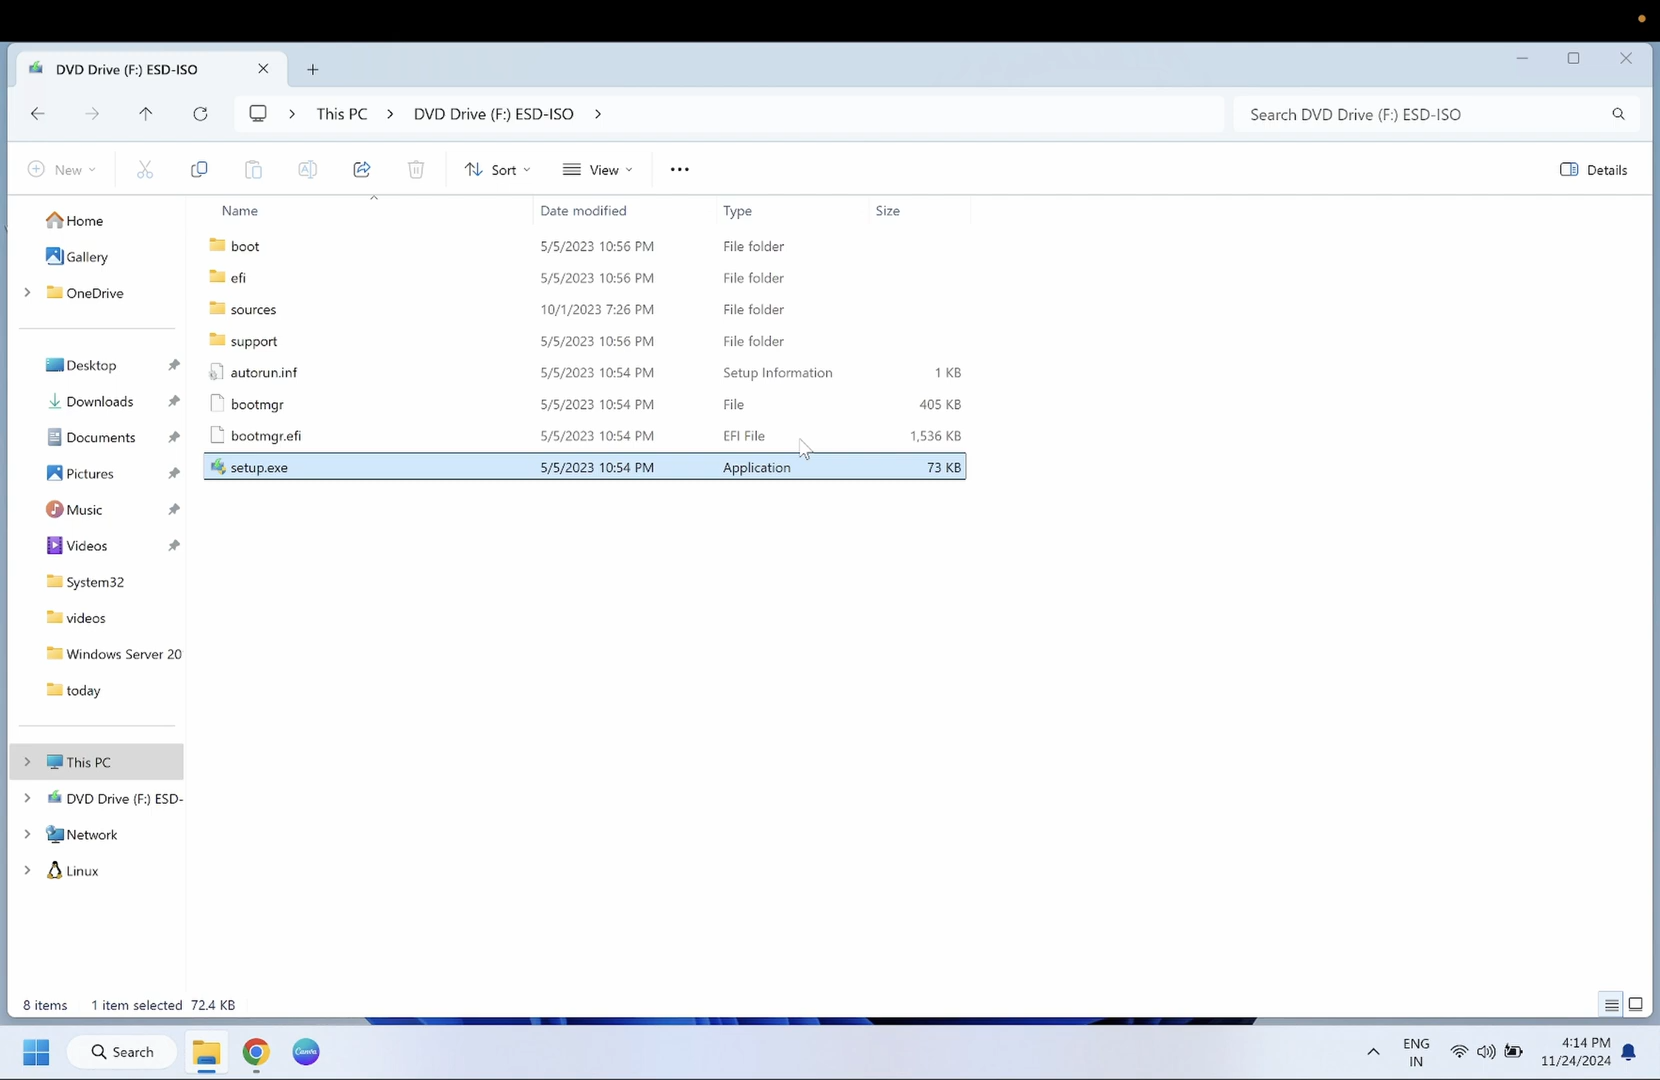 DVD Drive (F:) ESD-ISO
This PC > DVD Drive (F:) ESD-ISO >
Search DVD Drive (F:) ESD-ISO
New
Sort
View
Details
Name Date modified Type Size
boot 5/5/2023 10:56 PM File folder
efi 5/5/2023 10:56 PM File folder
sources 10/1/2023 7:26 PM File folder
support 5/5/2023 10:56 PM File folder
autorun.inf 5/5/2023 10:54 PM Setup Information 1 KB
bootmgr 5/5/2023 10:54 PM File 405 KB
bootmgr.efi 5/5/2023 10:54 PM EFI File 1,536 KB
setup.exe 5/5/2023 10:54 PM Application 73 KB
Home
Gallery
OneDrive
Desktop
Downloads
Documents
Pictures
Music
Videos
System32
videos
Windows Server 20
today
This PC
DVD Drive (F:) ESD-
Network
Linux
8 items 1 item selected 72.4 KB
Search
Canva
ENG
IN
4:14 PM
11/24/2024